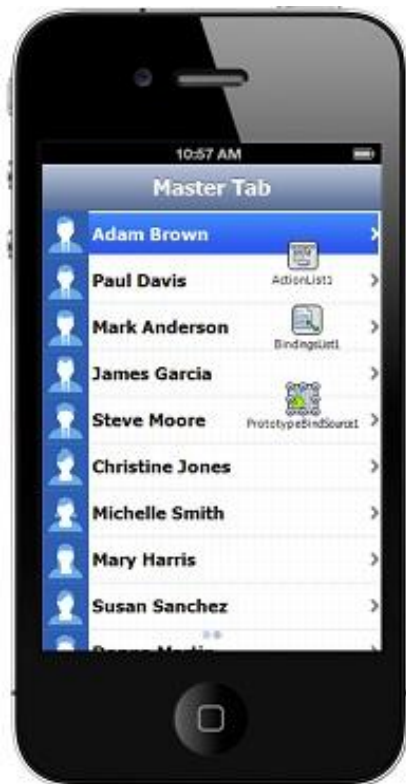 10:57 AM
Master Tab
Adam Brown
ActionList1
Paul Davis
Mark Anderson
BindingsList1
James Garcia
Steve Moore
PrototypeBindSource1
Christine Jones
Michelle Smith
Mary Harris
Susan Sanchez